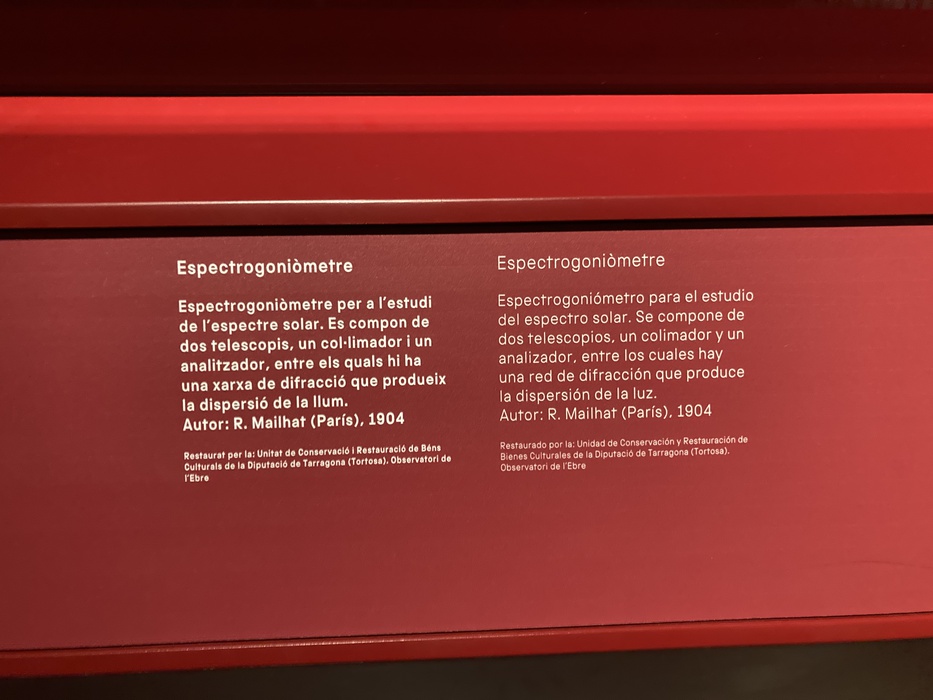 Espectrogoniòmetre
Espectrogoniòmetre per a l'estudi
de l'espectre solar. Es compon de
dos telescopis, un col·limador i un
analitzador, entre els quals hi ha
una xarxa de difracció que produeix
la dispersió de la llum.
Autor: R. Mailhat (París), 1904
Restaurat per la: Unitat de Conservació i Restauració de Béns
Culturals de la Diputació de Tarragona (Tortosa). Observatori de
l'Ebre
Espectrogoniòmetre
Espectrogoniómetro para el estudio
del espectro solar. Se compone de
dos telescopios, un colimador y un
analizador, entre los cuales hay
una red de difracción que produce
la dispersión de la luz.
Autor: R. Mailhat (París), 1904
Restaurado por la: Unidad de Conservación y Restauración de
Bienes Culturales de la Diputació de Tarragona (Tortosa).
Observatori de l'Ebre